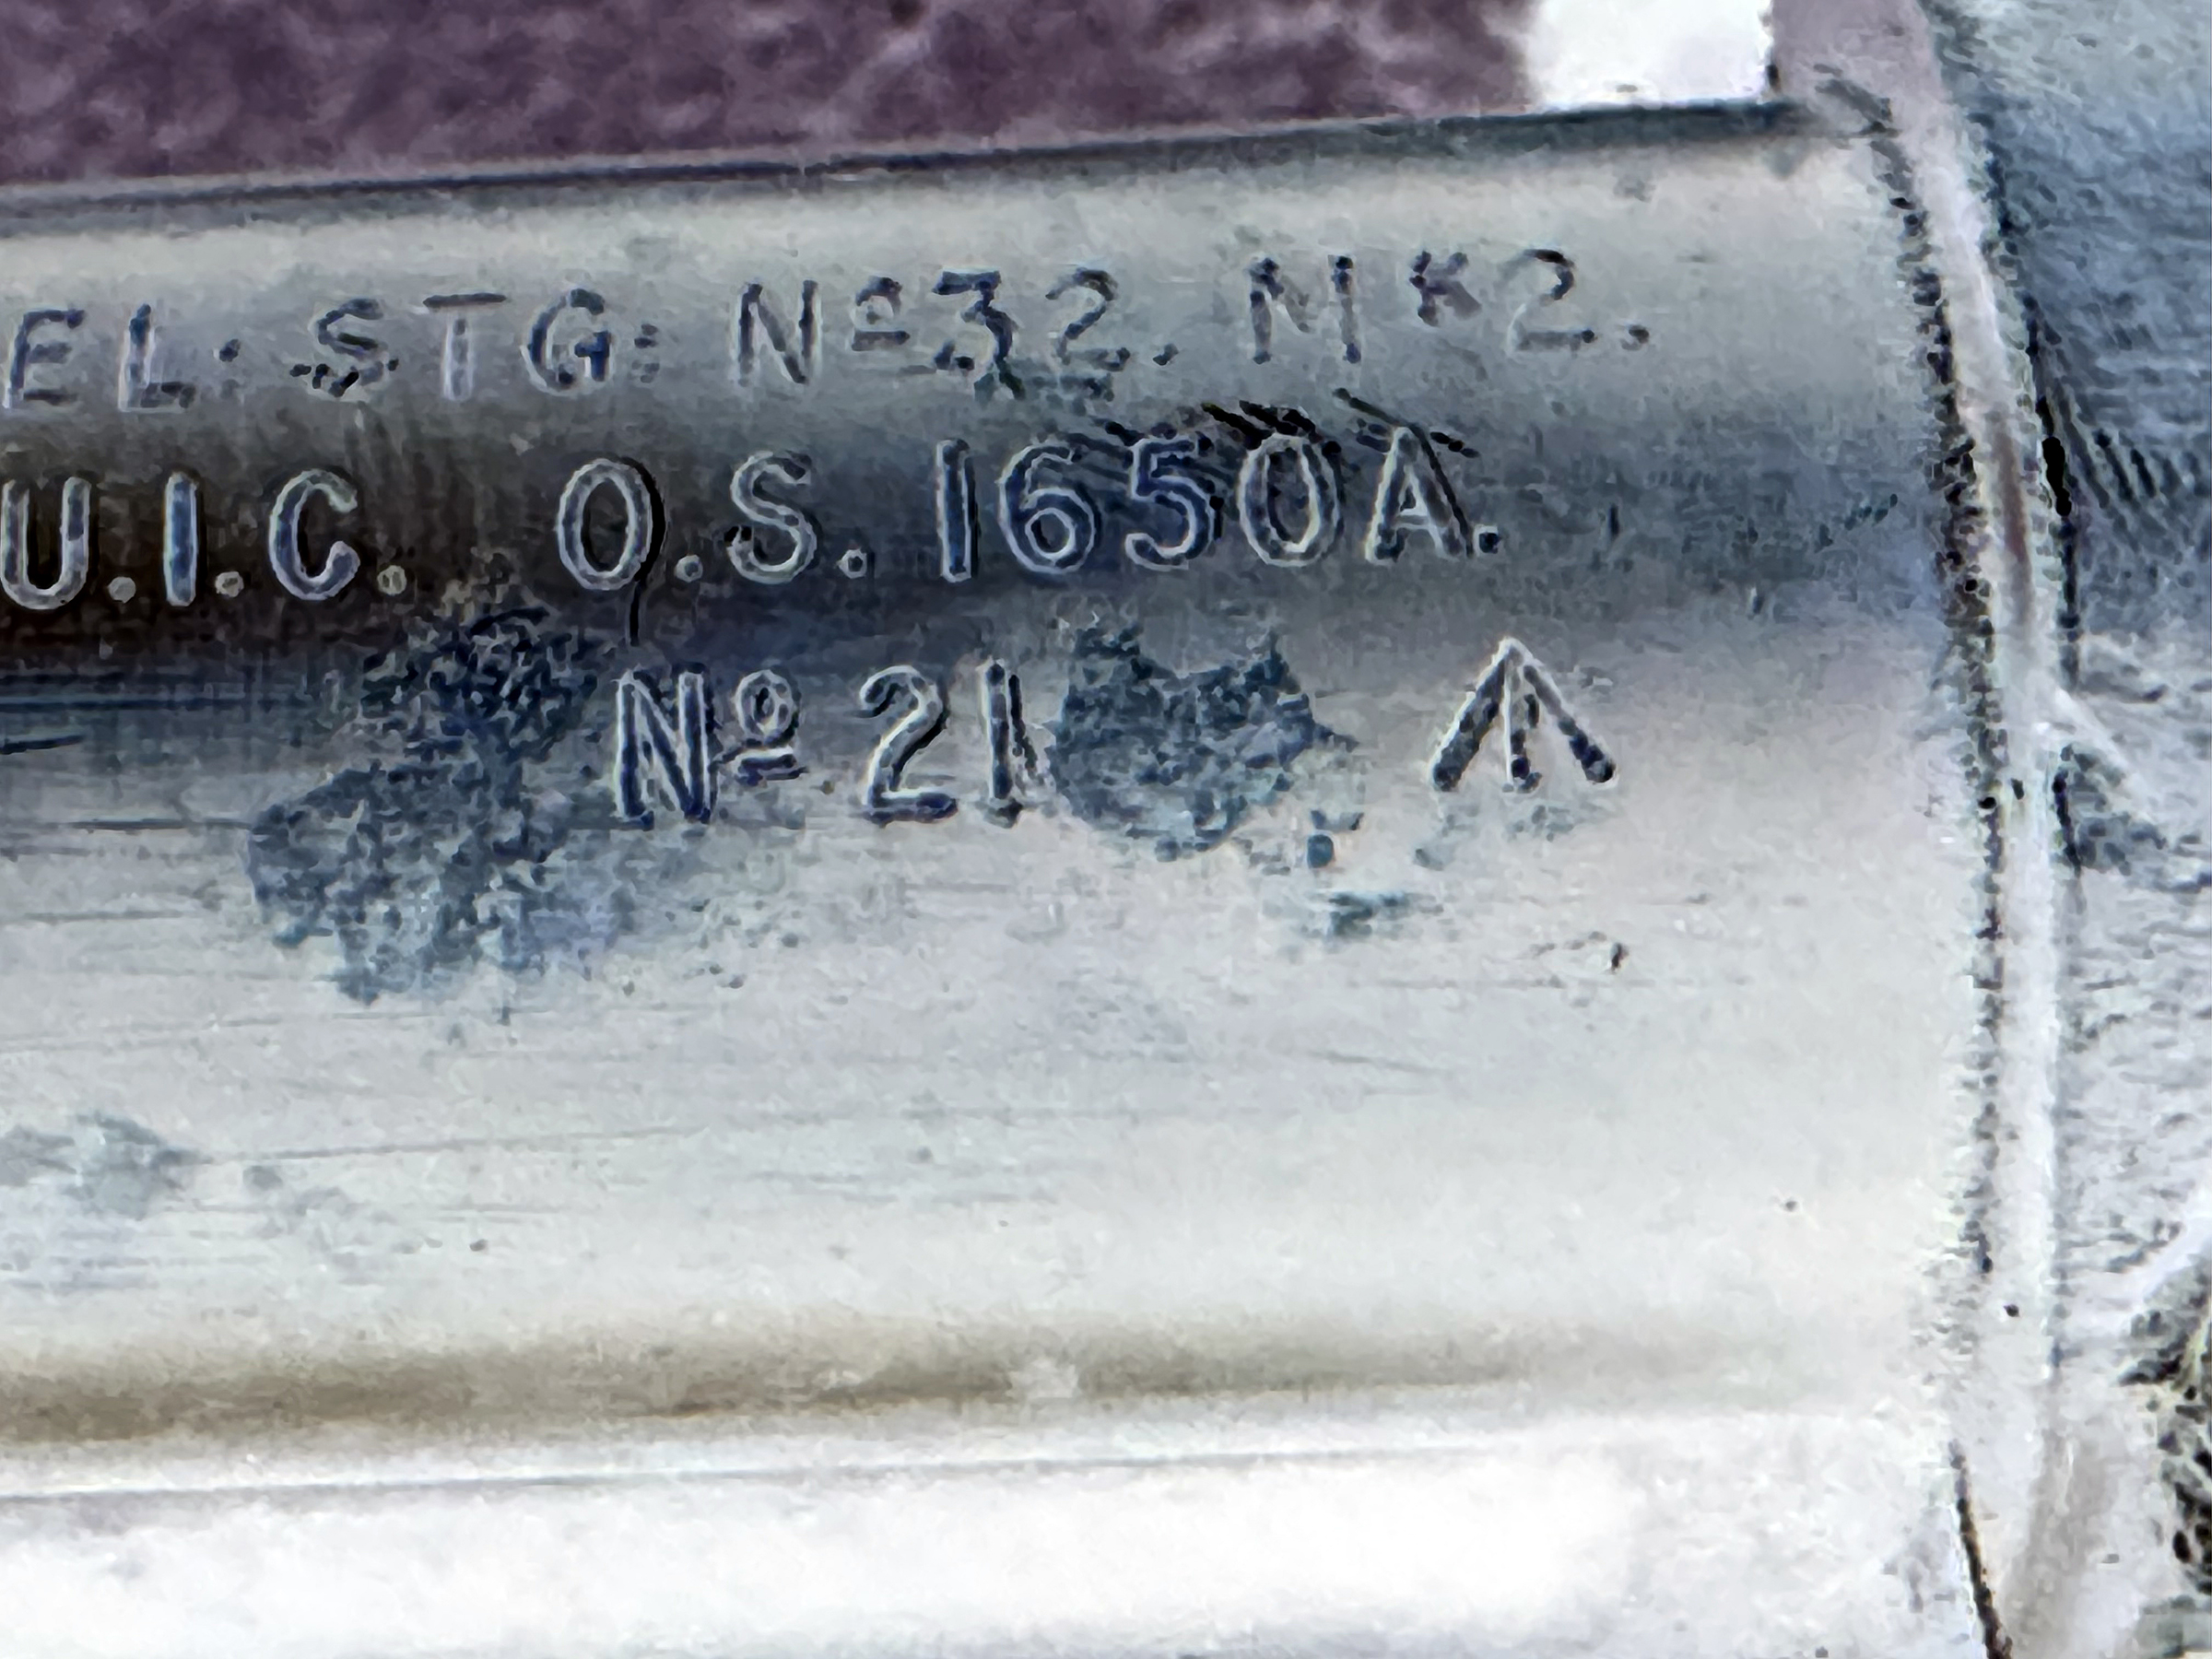 EL. STG: Nº32. MK2.
U.I.C. O.S. 1650A.
Nº 21